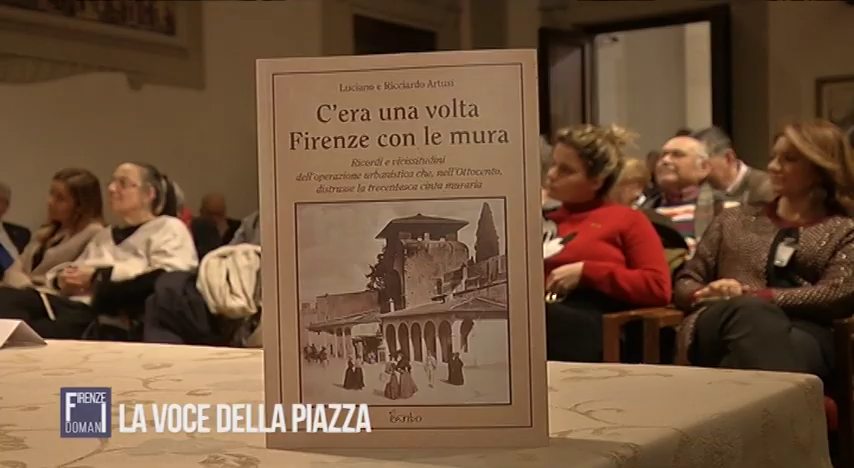 Luciano e Ricciardo Artusi
C'era una volta
Firenze con le mura
Ricordi e vicissitudini
dell'operazione urbanistica che, nell'Ottocento,
distrusse la trecentesca cinta muraria
FIRENZE
DOMANI
LA VOCE DELLA PIAZZA